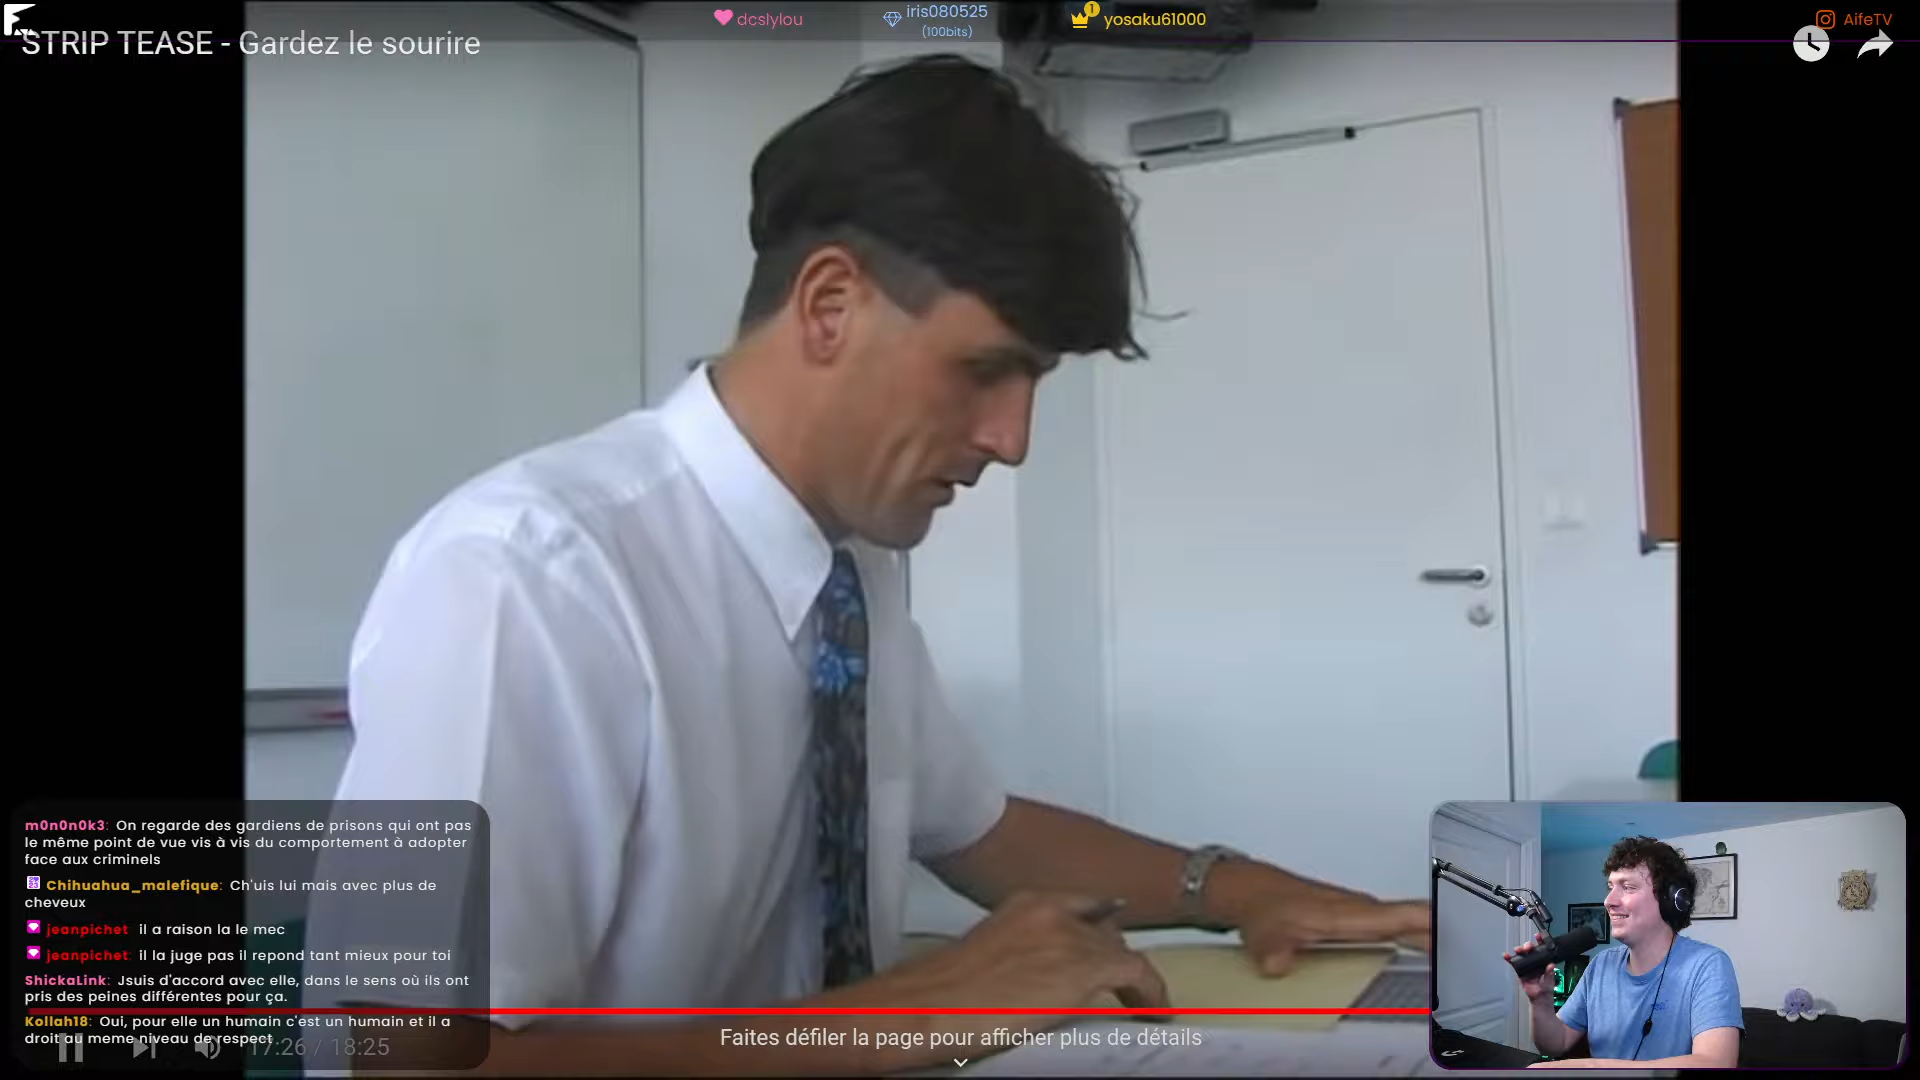 dcslylou
iris080525
(100bits)
1
yosaku61000
AifeTV
STRIP TEASE - Gardez le sourire
m0n0n0k3: On regarde des gardiens de prisons qui ont pas
le même point de vue vis à vis du comportement à adopter
face aux criminels
Chihuahua_malefique: Ch'uis lui mais avec plus de
cheveux
jeanpichet: il a raison la le mec
jeanpichet: il la juge pas il repond tant mieux pour toi
ShickaLink: Jsuis d'accord avec elle, dans le sens où ils ont
pris des peines différentes pour ça.
Kollah18: Oui, pour elle un humain c'est un humain et il a
droit au meme niveau de respect
17:26 / 18:25
Faites défiler la page pour afficher plus de détails